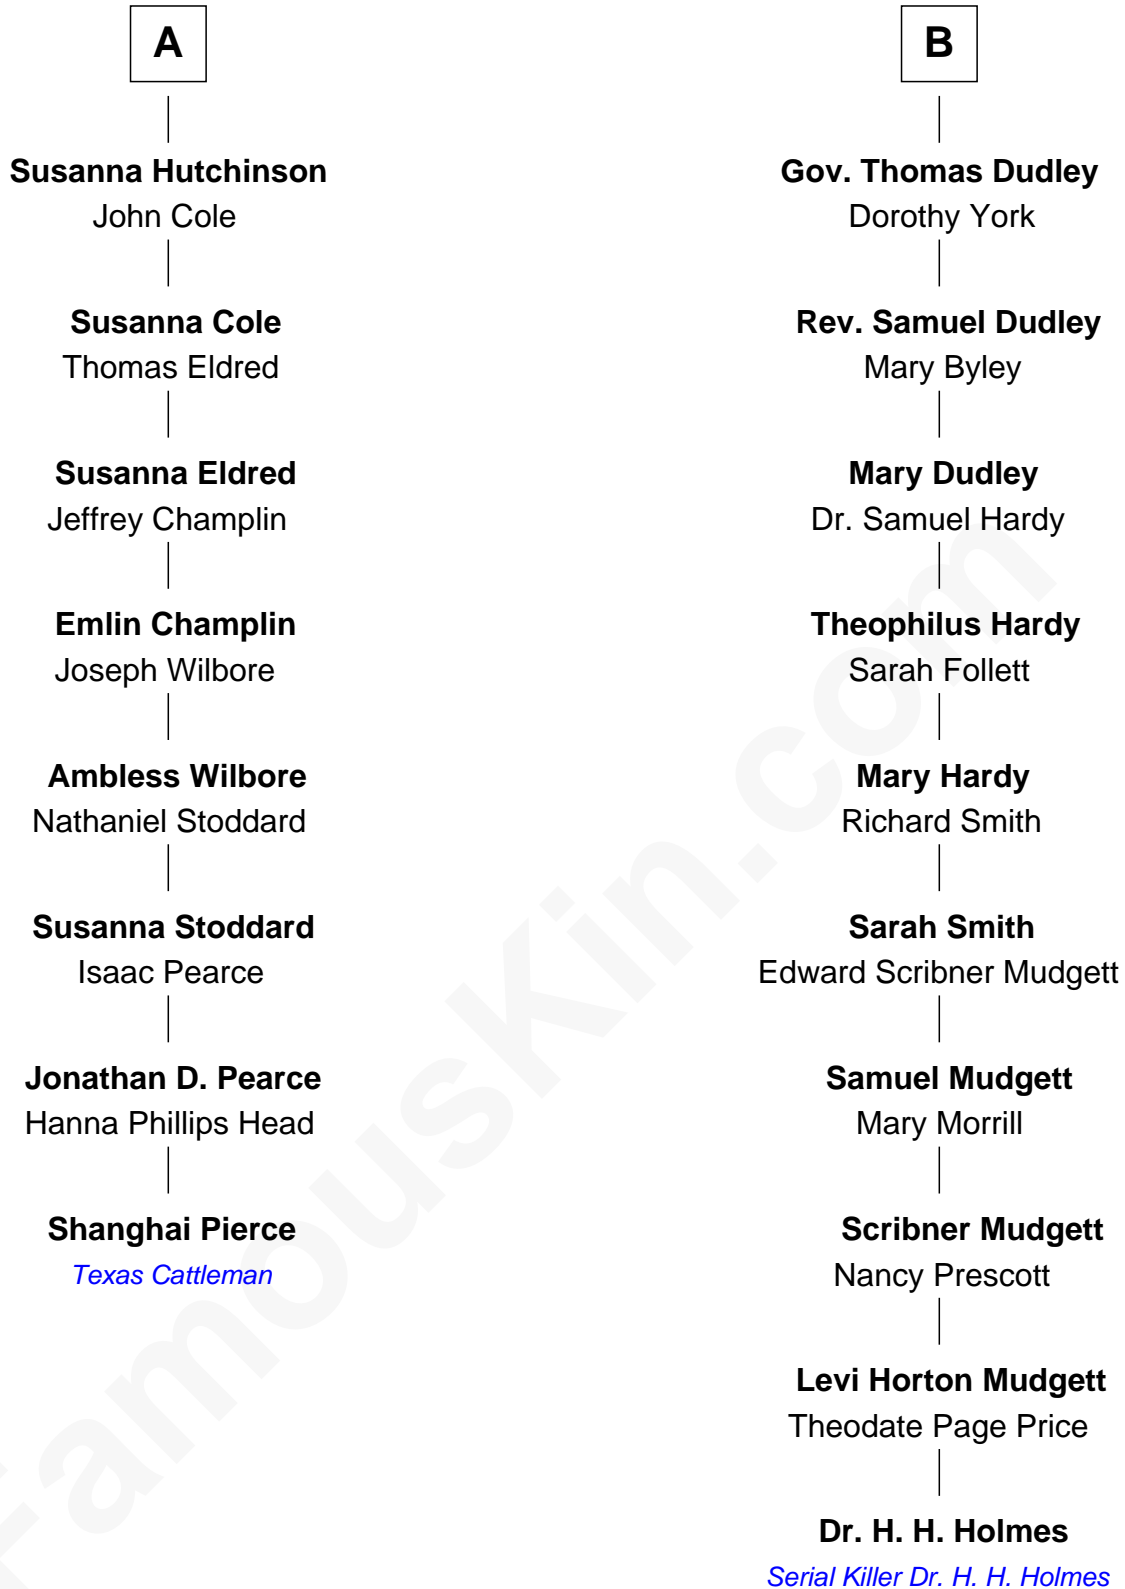 A
Susanna Hutchinson
John Cole
Susanna Cole
Thomas Eldred
Susanna Eldred
Jeffrey Champlin
Emlin Champlin
Joseph Wilbore
Ambless Wilbore
Nathaniel Stoddard
Susanna Stoddard
Isaac Pearce
Jonathan D. Pearce
Hanna Phillips Head
Shanghai Pierce
Texas Cattleman
B
Gov. Thomas Dudley
Dorothy York
Rev. Samuel Dudley
Mary Byley
Mary Dudley
Dr. Samuel Hardy
Theophilus Hardy
Sarah Follett
Mary Hardy
Richard Smith
Sarah Smith
Edward Scribner Mudgett
Samuel Mudgett
Mary Morrill
Scribner Mudgett
Nancy Prescott
Levi Horton Mudgett
Theodate Page Price
Dr. H. H. Holmes
Serial Killer Dr. H. H. Holmes
FamousKin.com